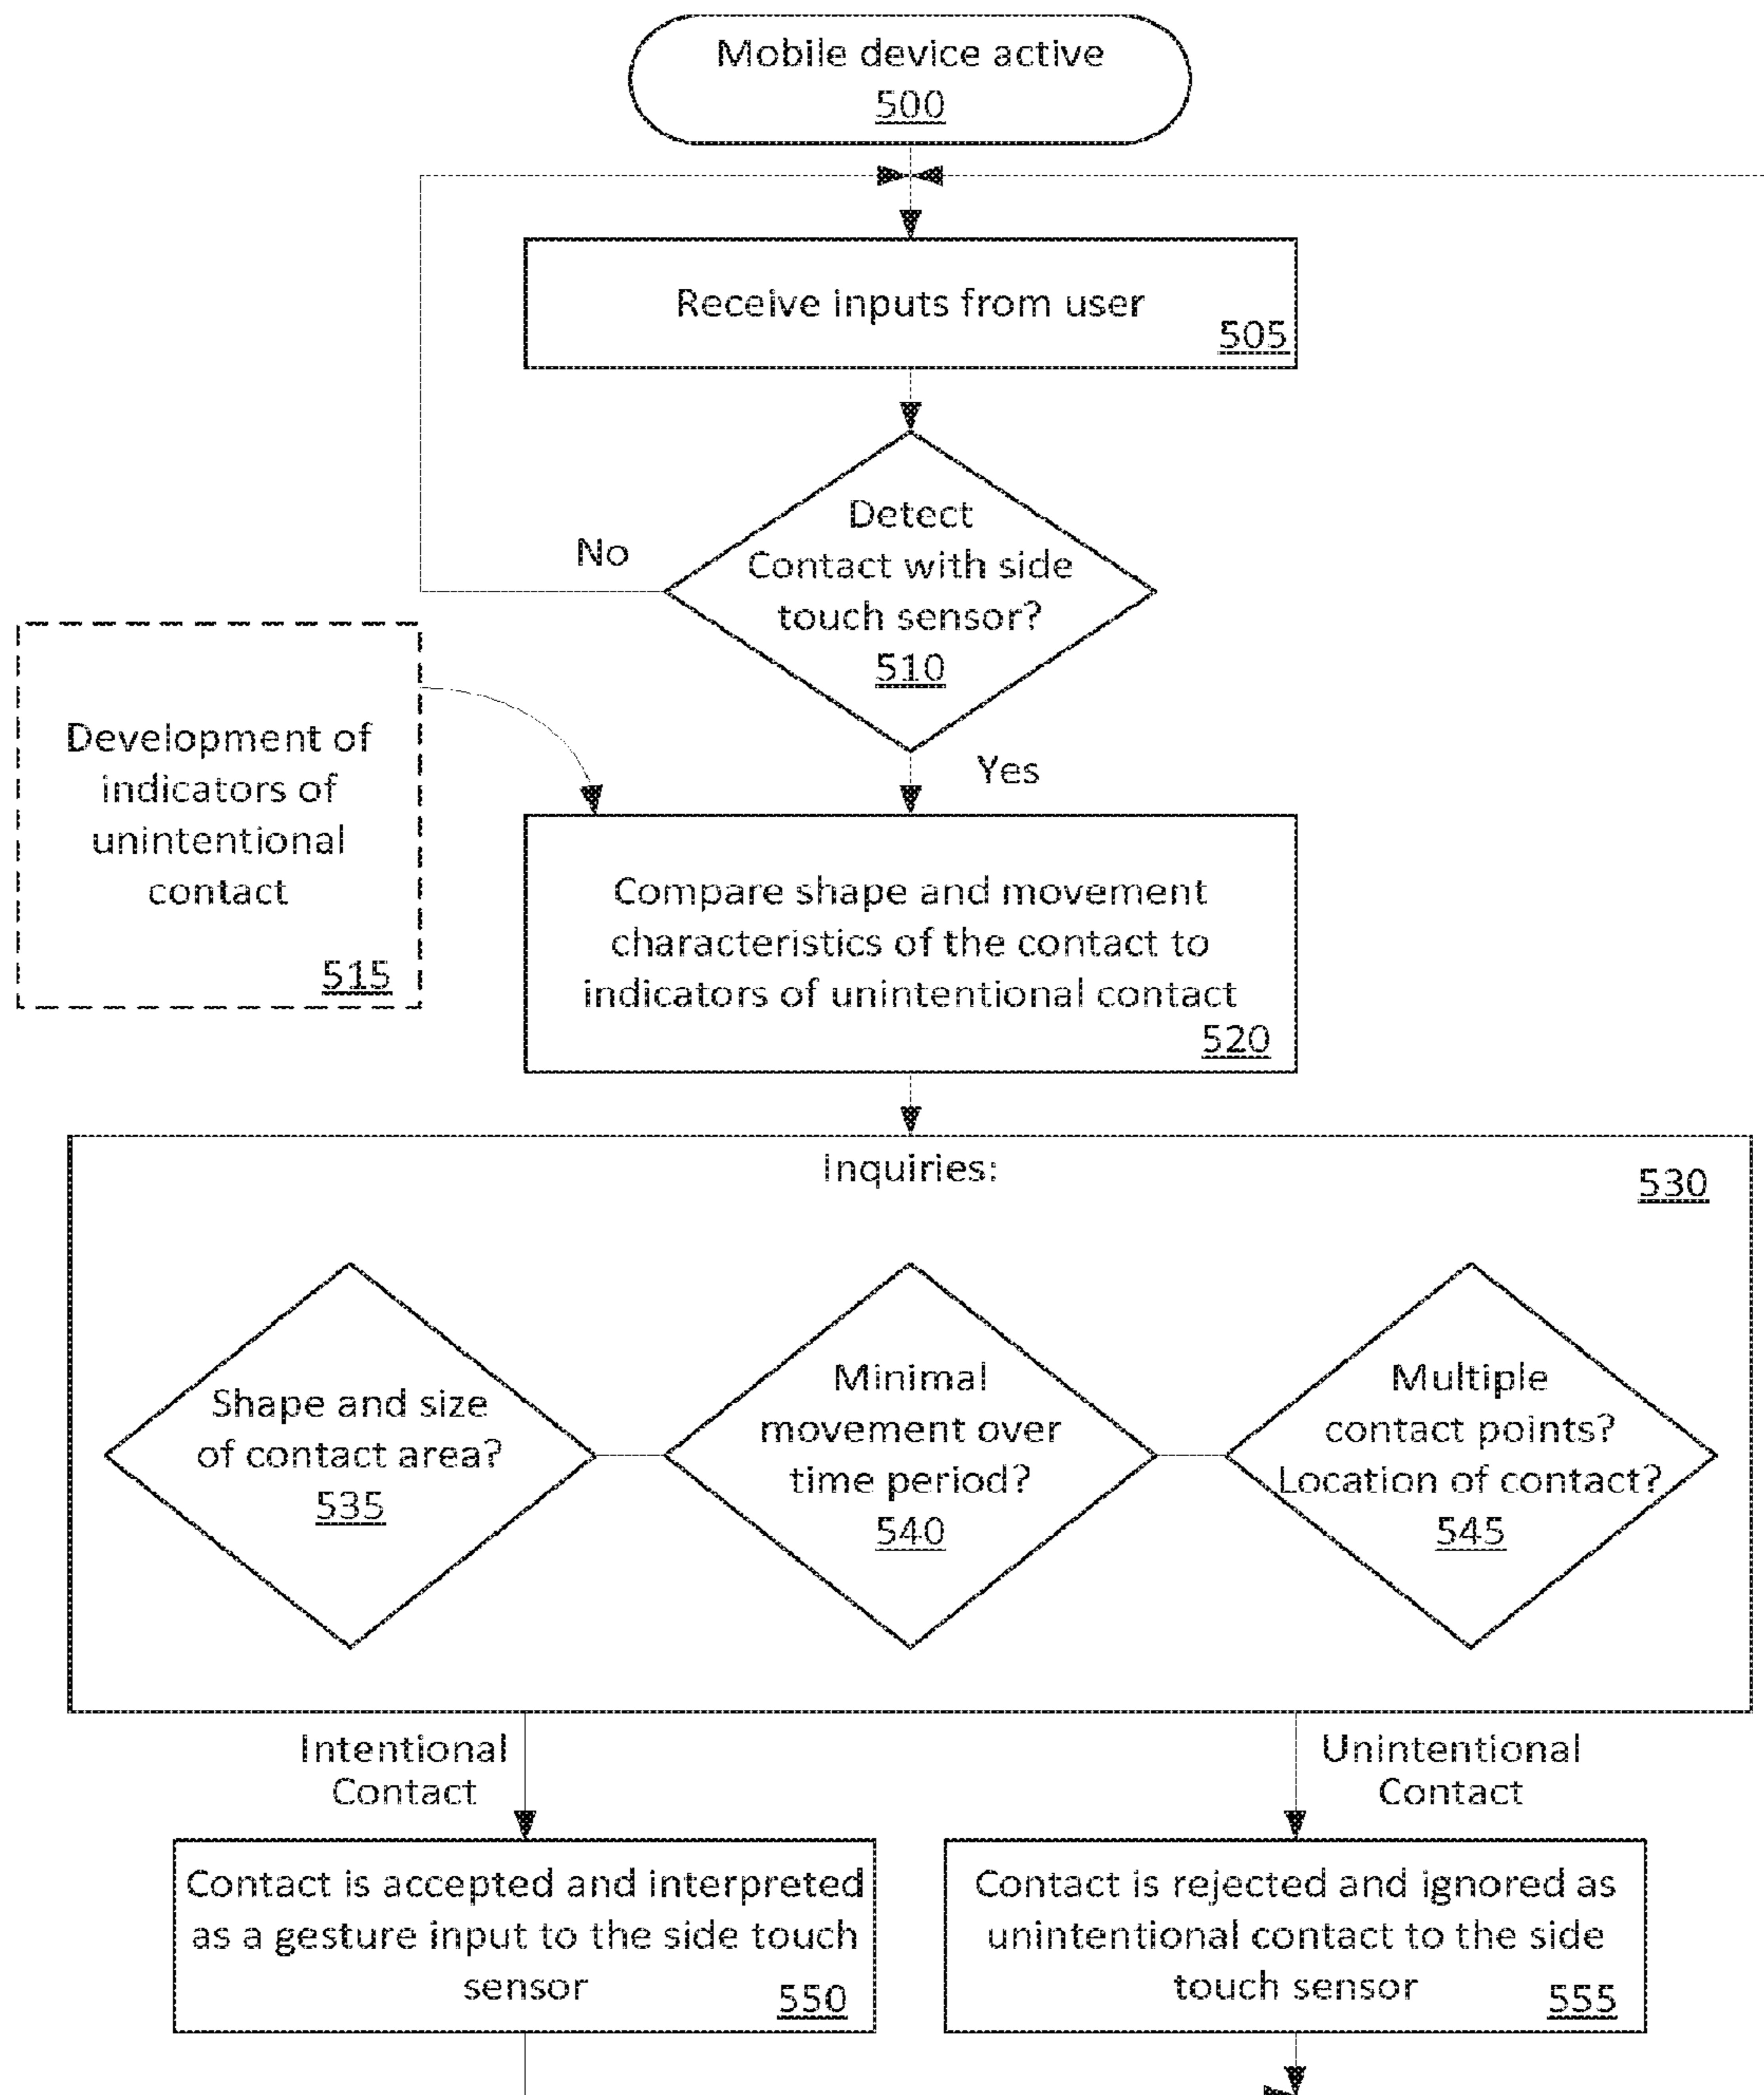 Mobile device active
500
Receive inputs from user
505
Detect
Contact with side
touch sensor?
510
No
Yes
Development of
indicators of
unintentional
contact
515
Compare shape and movement
characteristics of the contact to
indicators of unintentional contact
520
Inquiries:
530
Shape and size
of contact area?
535
Minimal
movement over
time period?
540
Multiple
contact points?
Location of contact?
545
Intentional
Contact
Unintentional
Contact
Contact is accepted and interpreted
as a gesture input to the side touch
sensor
550
Contact is rejected and ignored as
unintentional contact to the side
touch sensor
555